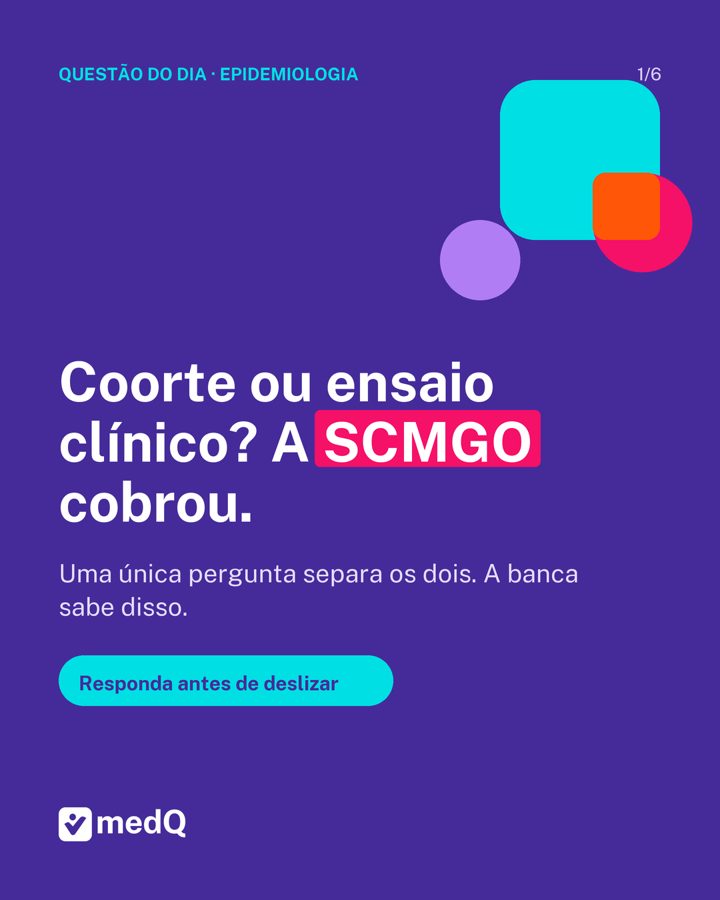 QUESTÃO DO DIA · EPIDEMIOLOGIA
1/6
Coorte ou ensaio
clínico? A SCMGO
cobrou.
Uma única pergunta separa os dois. A banca
sabe disso.
Responda antes de deslizar
medQ